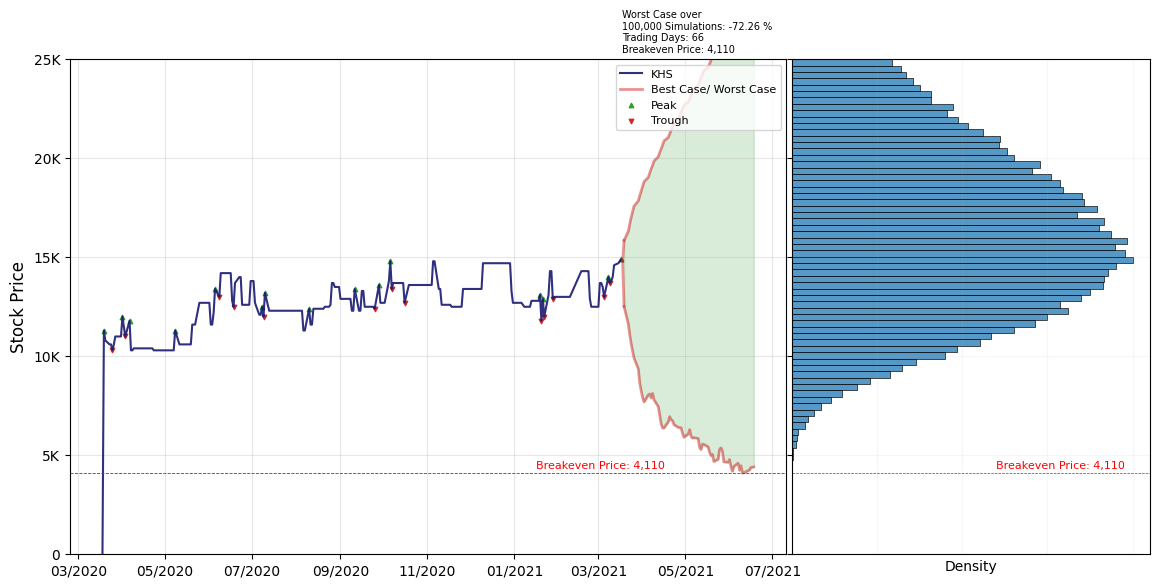 Worst Case over
100,000 Simulations: -72.26 %
Trading Days: 66
Breakeven Price: 4,110
25K
20K
15K
10K
5K
0
Stock Price
KHS
Best Case/ Worst Case
Peak
Trough
Breakeven Price: 4,110
Breakeven Price: 4,110
03/2020
05/2020
07/2020
09/2020
11/2020
01/2021
03/2021
05/2021
07/2021
Density